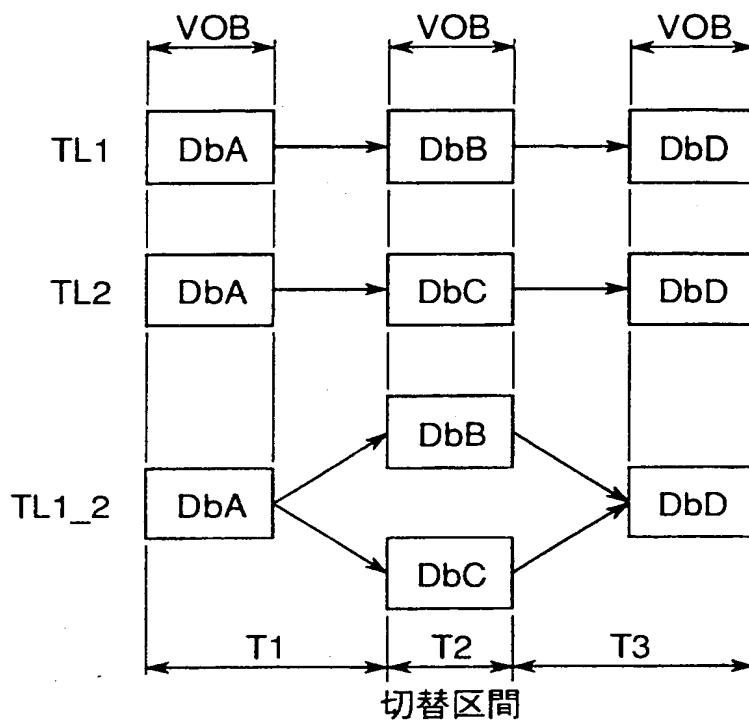 VOB VOB VOB
TL1 DbA DbB DbD
TL2 DbA DbC DbD
DbB
TL1_2 DbA DbD
DbC
T1 T2 T3
切替区間